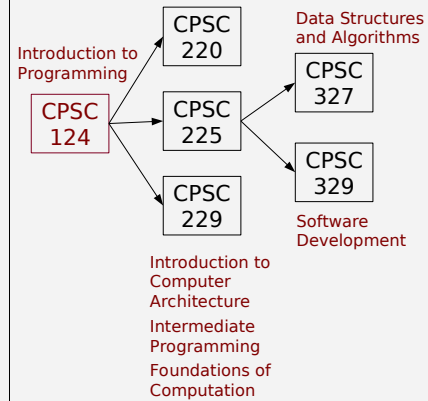 Introduction to
Programming
CPSC
124
CPSC
220
CPSC
225
CPSC
229
Introduction to
Computer
Architecture
Intermediate
Programming
Foundations of
Computation
Data Structures
and Algorithms
CPSC
327
CPSC
329
Software
Development